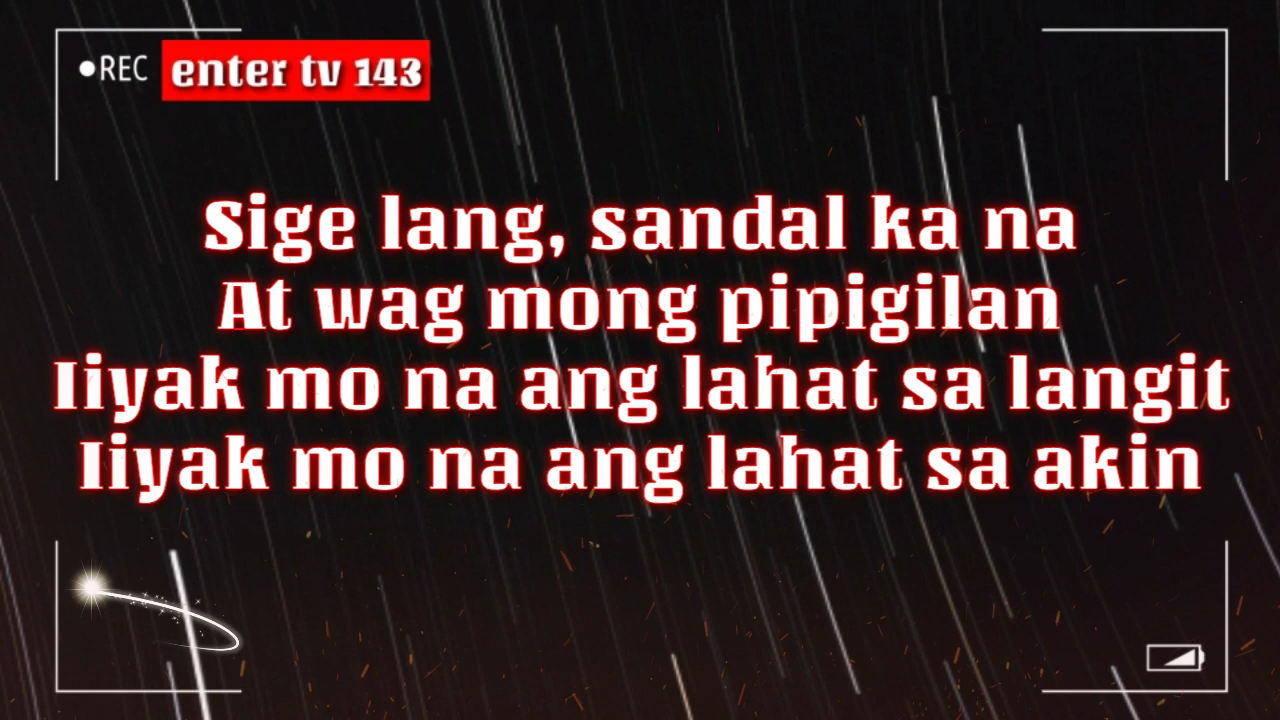 REC
enter tv 143
Sige lang, sandal ka na
At wag mong pipigilan
Iiyak mo na ang lahat sa langit
Iiyak mo na ang lahat sa akin